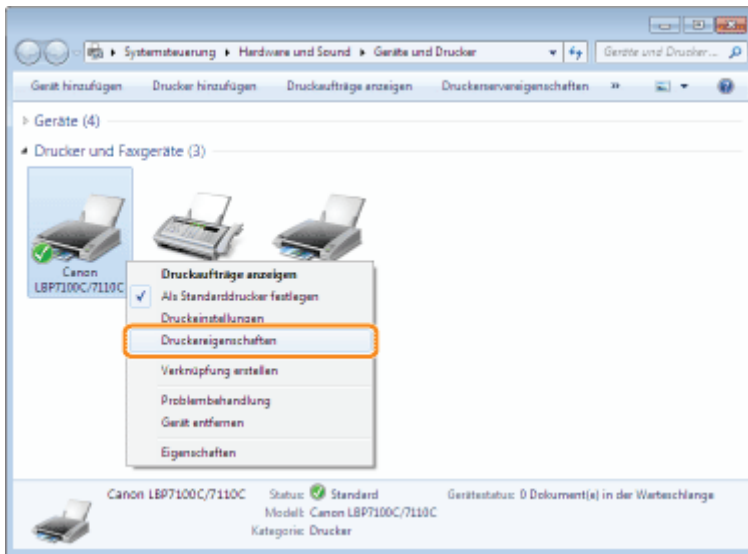 Systemsteuerung ▸ Hardware und Sound ▸ Geräte und Drucker
Geräte und Drucker...
Gerät hinzufügen Drucker hinzufügen Druckaufträge anzeigen Druckerservereigenschaften »
Geräte (4)
Drucker und Faxgeräte (3)
Canon
LBP7100C/7110C
Druckaufträge anzeigen
Als Standarddrucker festlegen
Druckeinstellungen
Druckereigenschaften
Verknüpfung erstellen
Problembehandlung
Gerät entfernen
Eigenschaften
Canon LBP7100C/7110C Status: Standard Gerätestatus: 0 Dokument(e) in der Warteschlange
Modell: Canon LBP7100C/7110C
Kategorie: Drucker